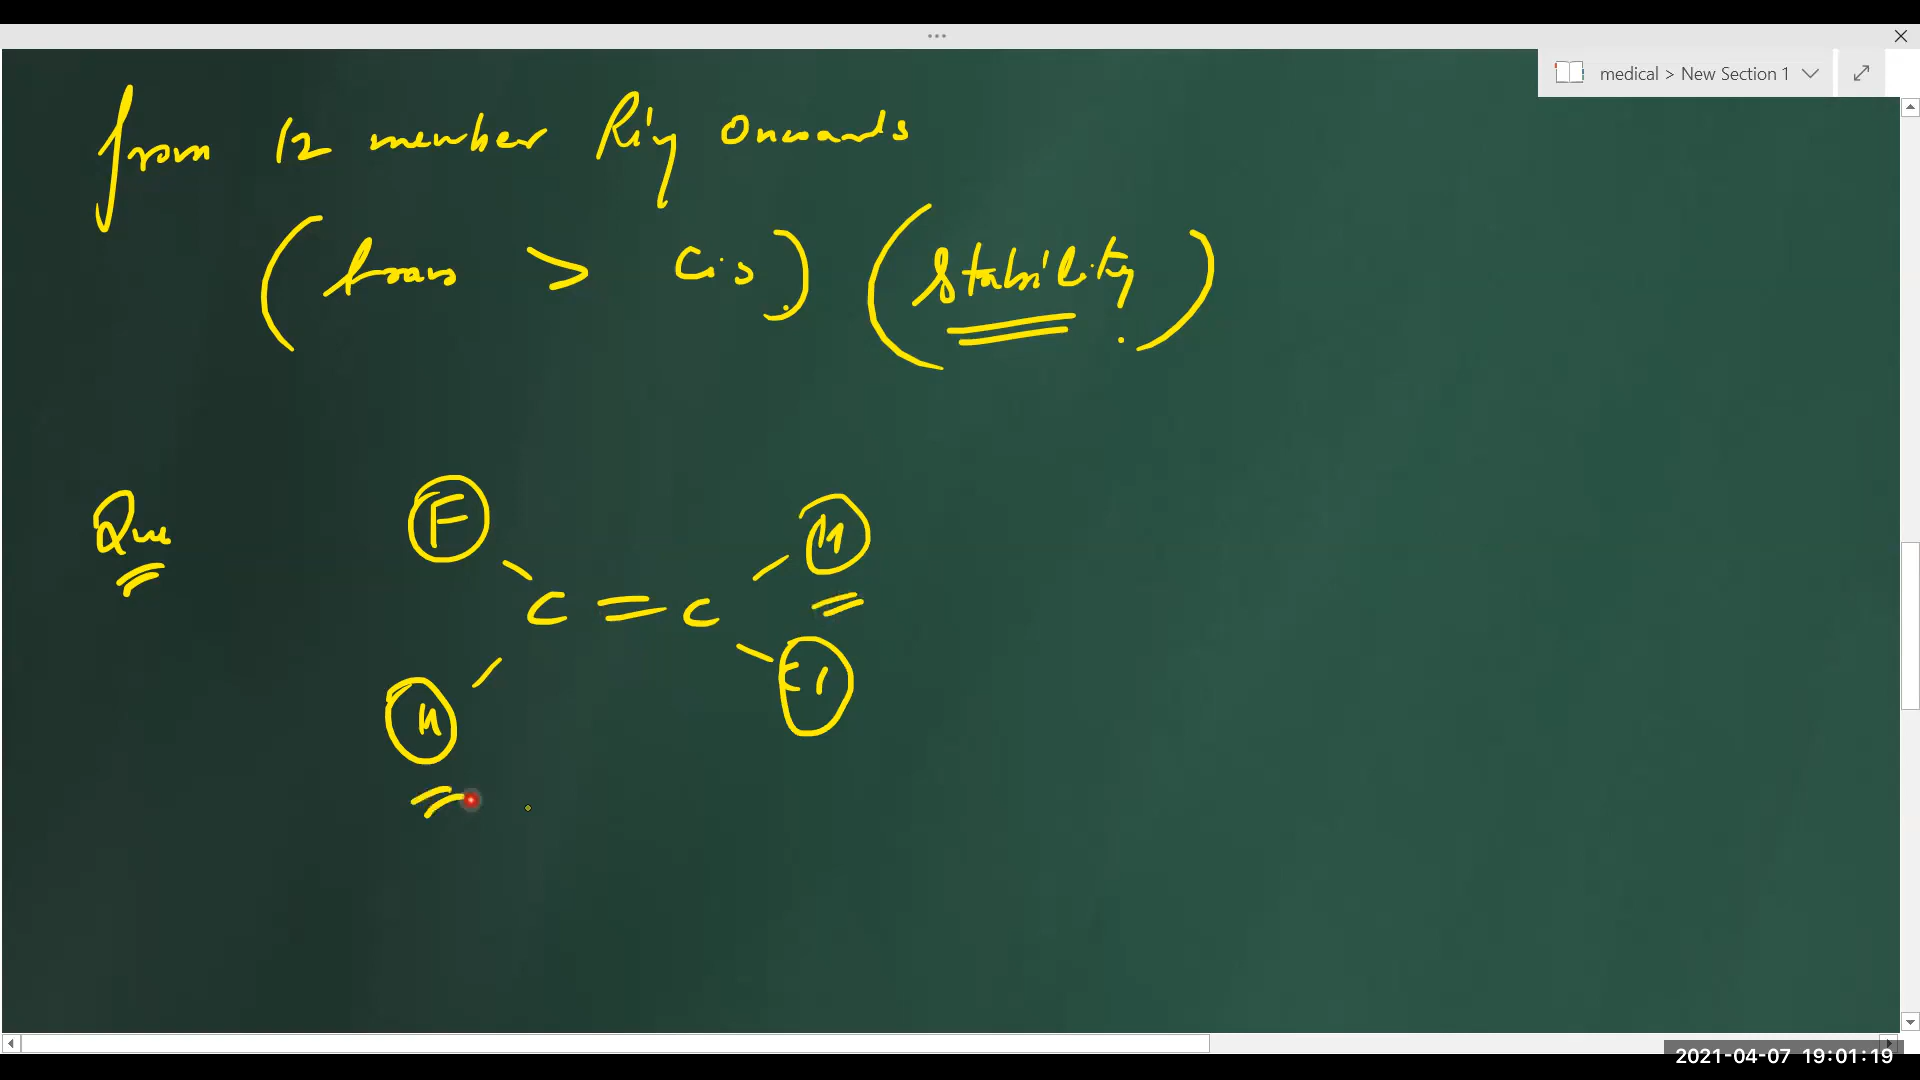 medical > New Section 1
from 12 member Ring onwards
(trans > cis) (Stability)
Que
F H
C = C
H Cl
2021-04-07 19:01:19